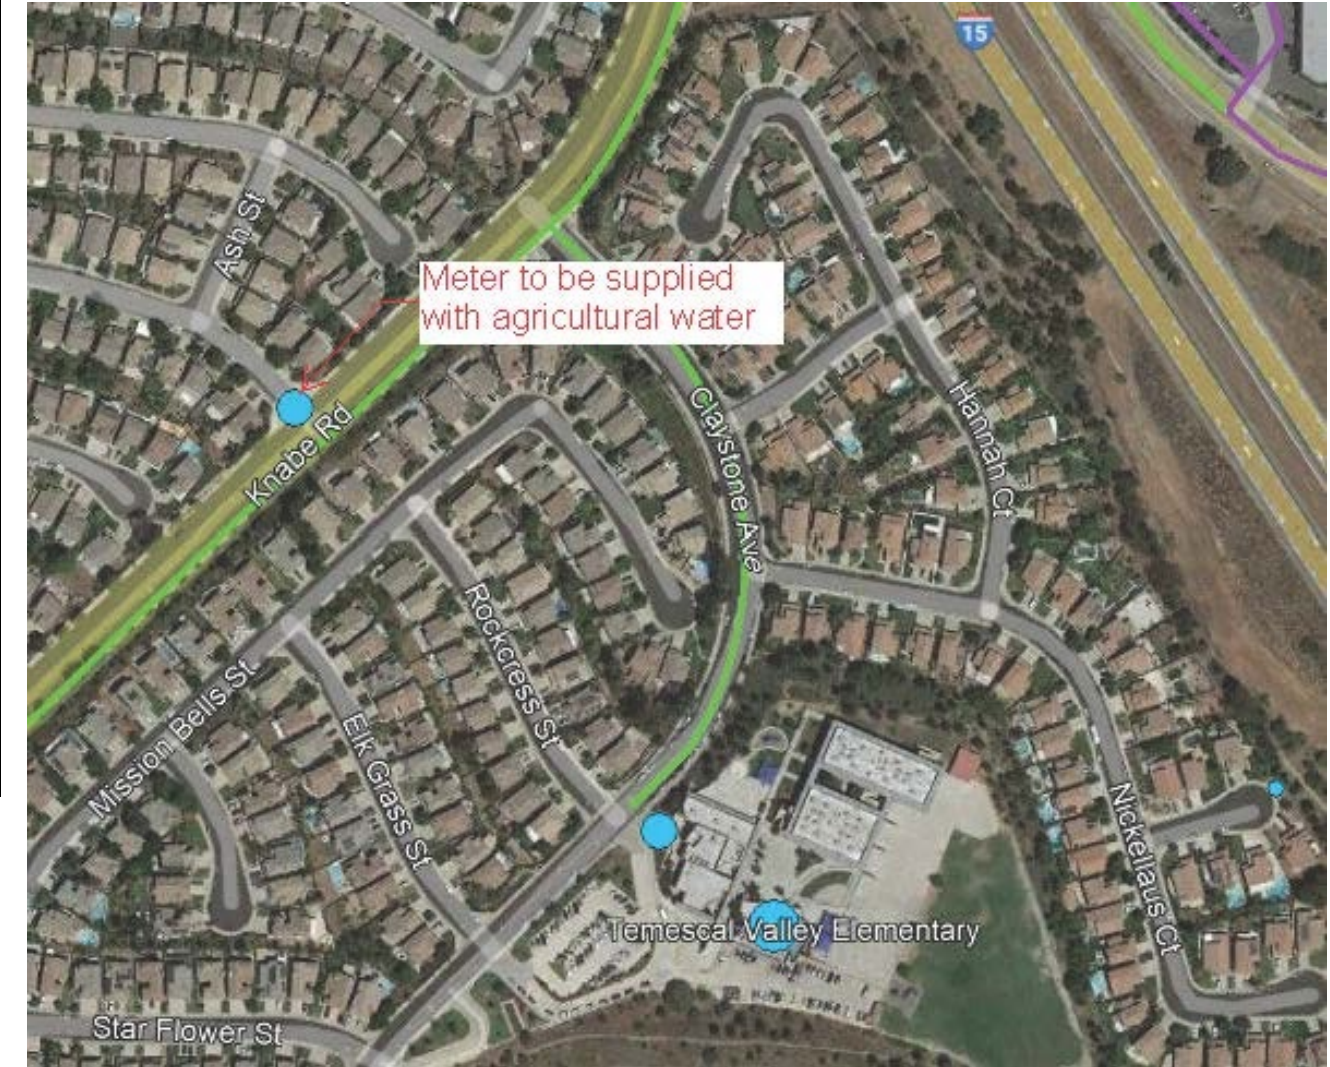 15
Ash St
Meter to be supplied
with agricultural water
Knabe Rd
Claystone Ave
Hannah Ct
Rockcress St
Mission Bells St
Elk Grass St
Nickellaus Ct
Temescal Valley Elementary
Star Flower St